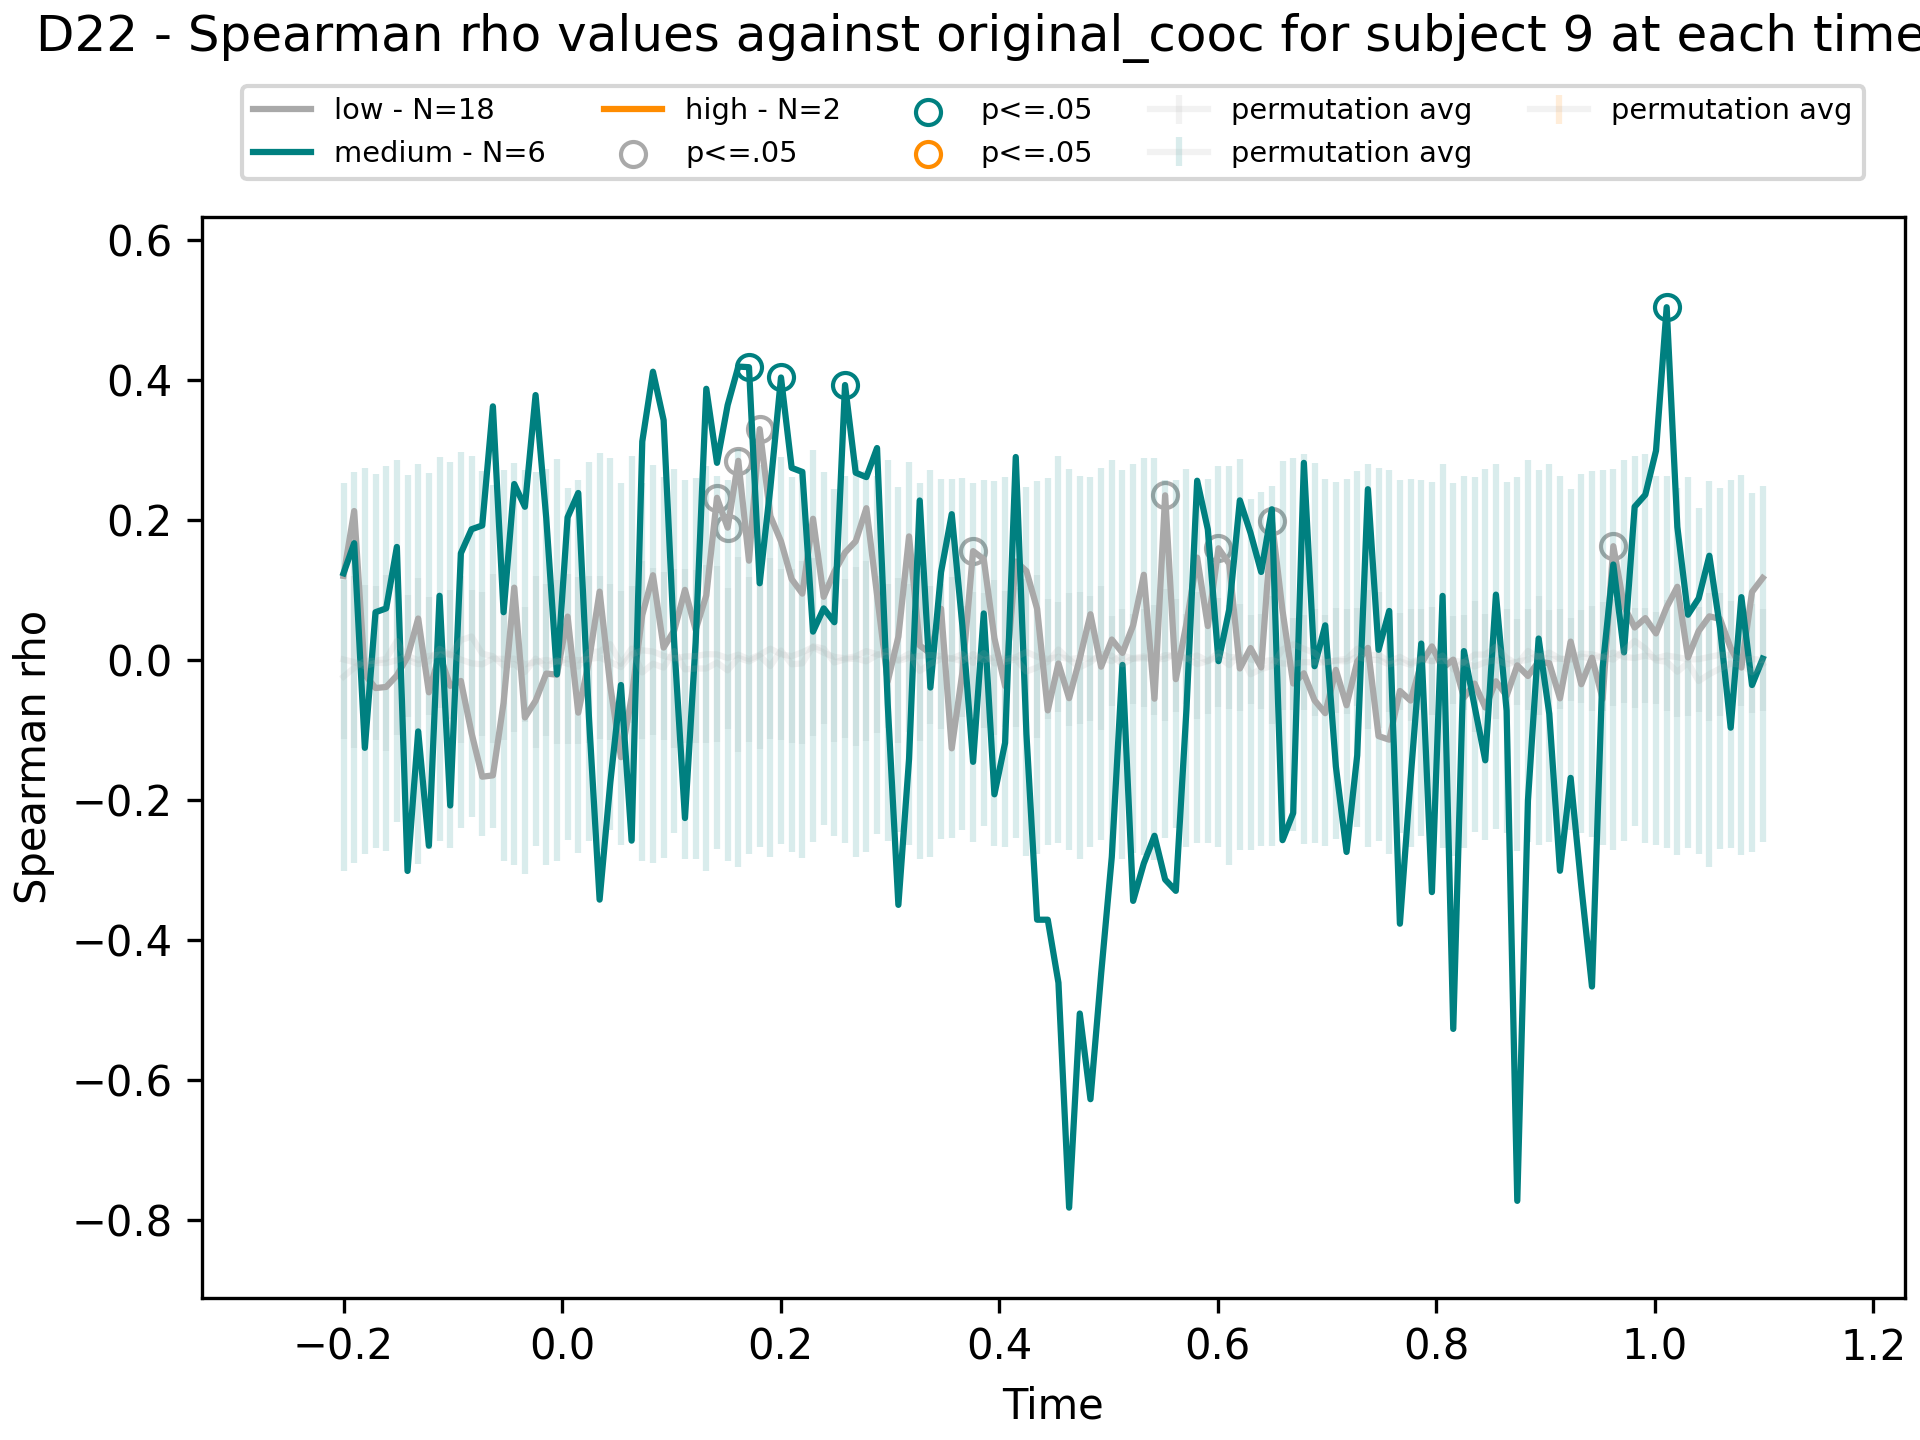 D22 - Spearman rho values against original_cooc for subject 9 at each time
low - N=18
medium - N=6
high - N=2
p<=.05
p<=.05
p<=.05
permutation avg
permutation avg
permutation avg
Spearman rho
0.6
0.4
0.2
0.0
−0.2
−0.4
−0.6
−0.8
−0.2 0.0 0.2 0.4 0.6 0.8 1.0 1.2
Time